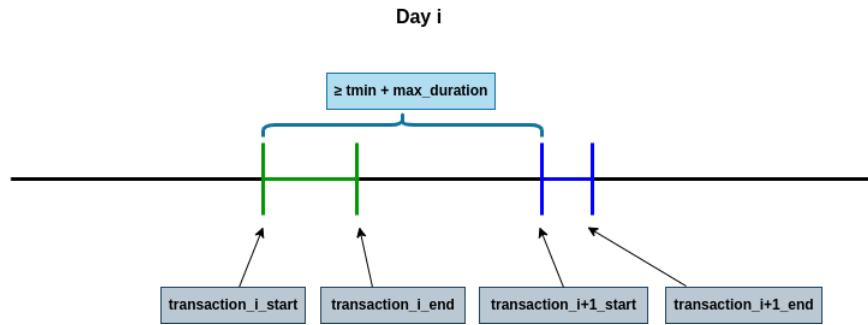 Day i
≥ tmin + max_duration
transaction_i_start
transaction_i_end
transaction_i+1_start
transaction_i+1_end